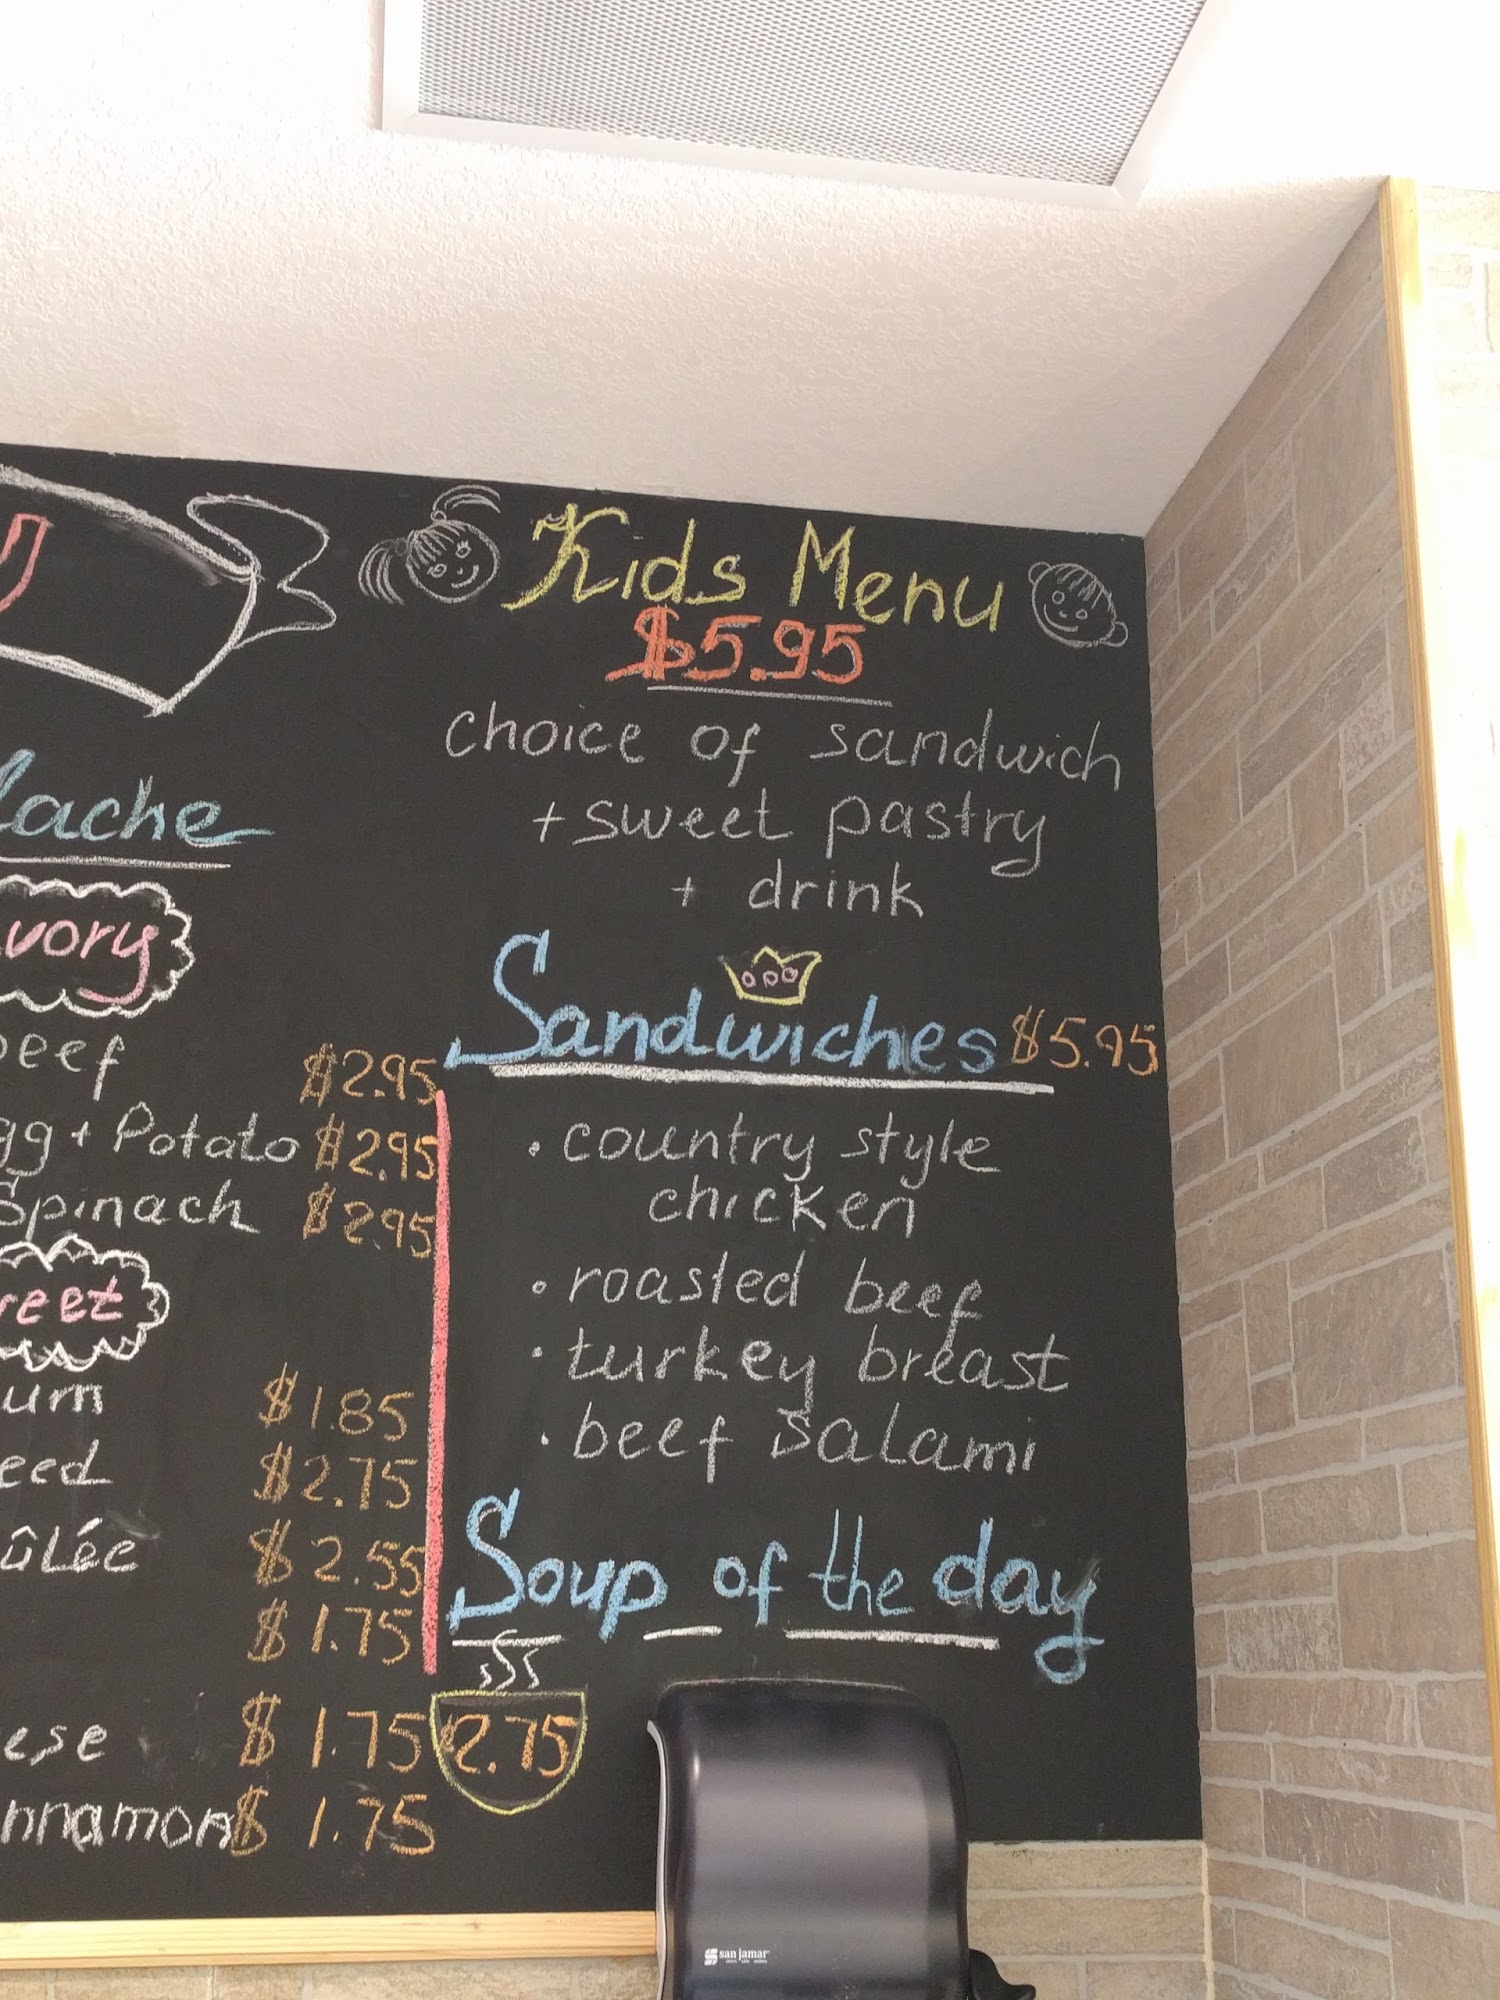 Kids Menu
$5.95
choice of sandwich
+ sweet pastry
+ drink
Sandwiches $5.95
• country style
chicken
• roasted beef
• turkey breast
• beef salami
Soup of the day
$2.75
lache
vory
beef $2.95
gg + Potato $2.95
Spinach $2.95
reet
um $1.85
eed $2.75
ûlée $2.55
$1.75
ese $1.75
nnamon $1.75
san jamar